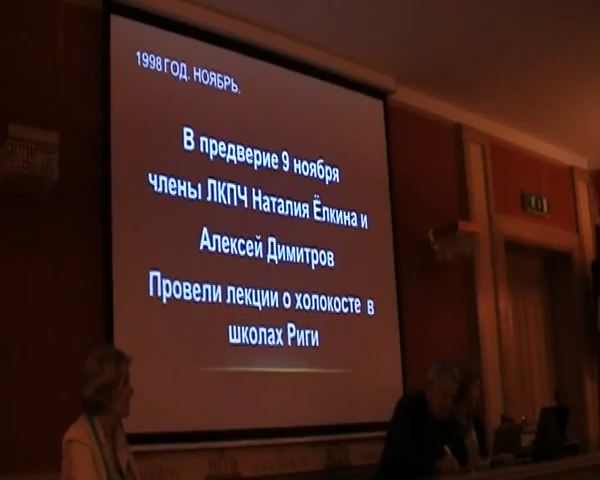 1998 ГОД. НОЯБРЬ.
В предверие 9 ноября
члены ЛКПЧ Наталия Ёлкина и
Алексей Димитров
Провели лекции о холокосте в
школах Риги